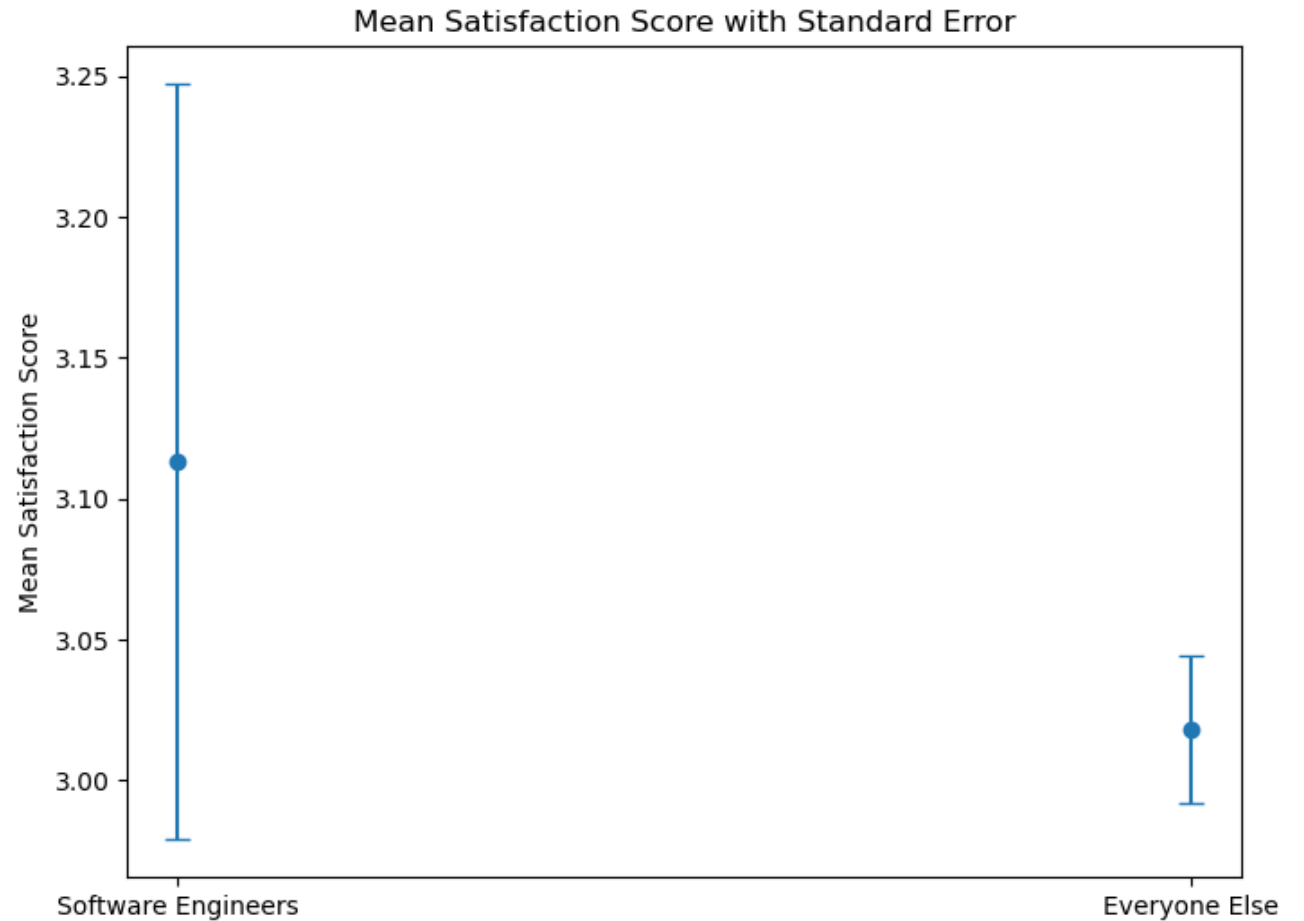 Mean Satisfaction Score with Standard Error
Mean Satisfaction Score
3.25
3.20
3.15
3.10
3.05
3.00
Software Engineers
Everyone Else